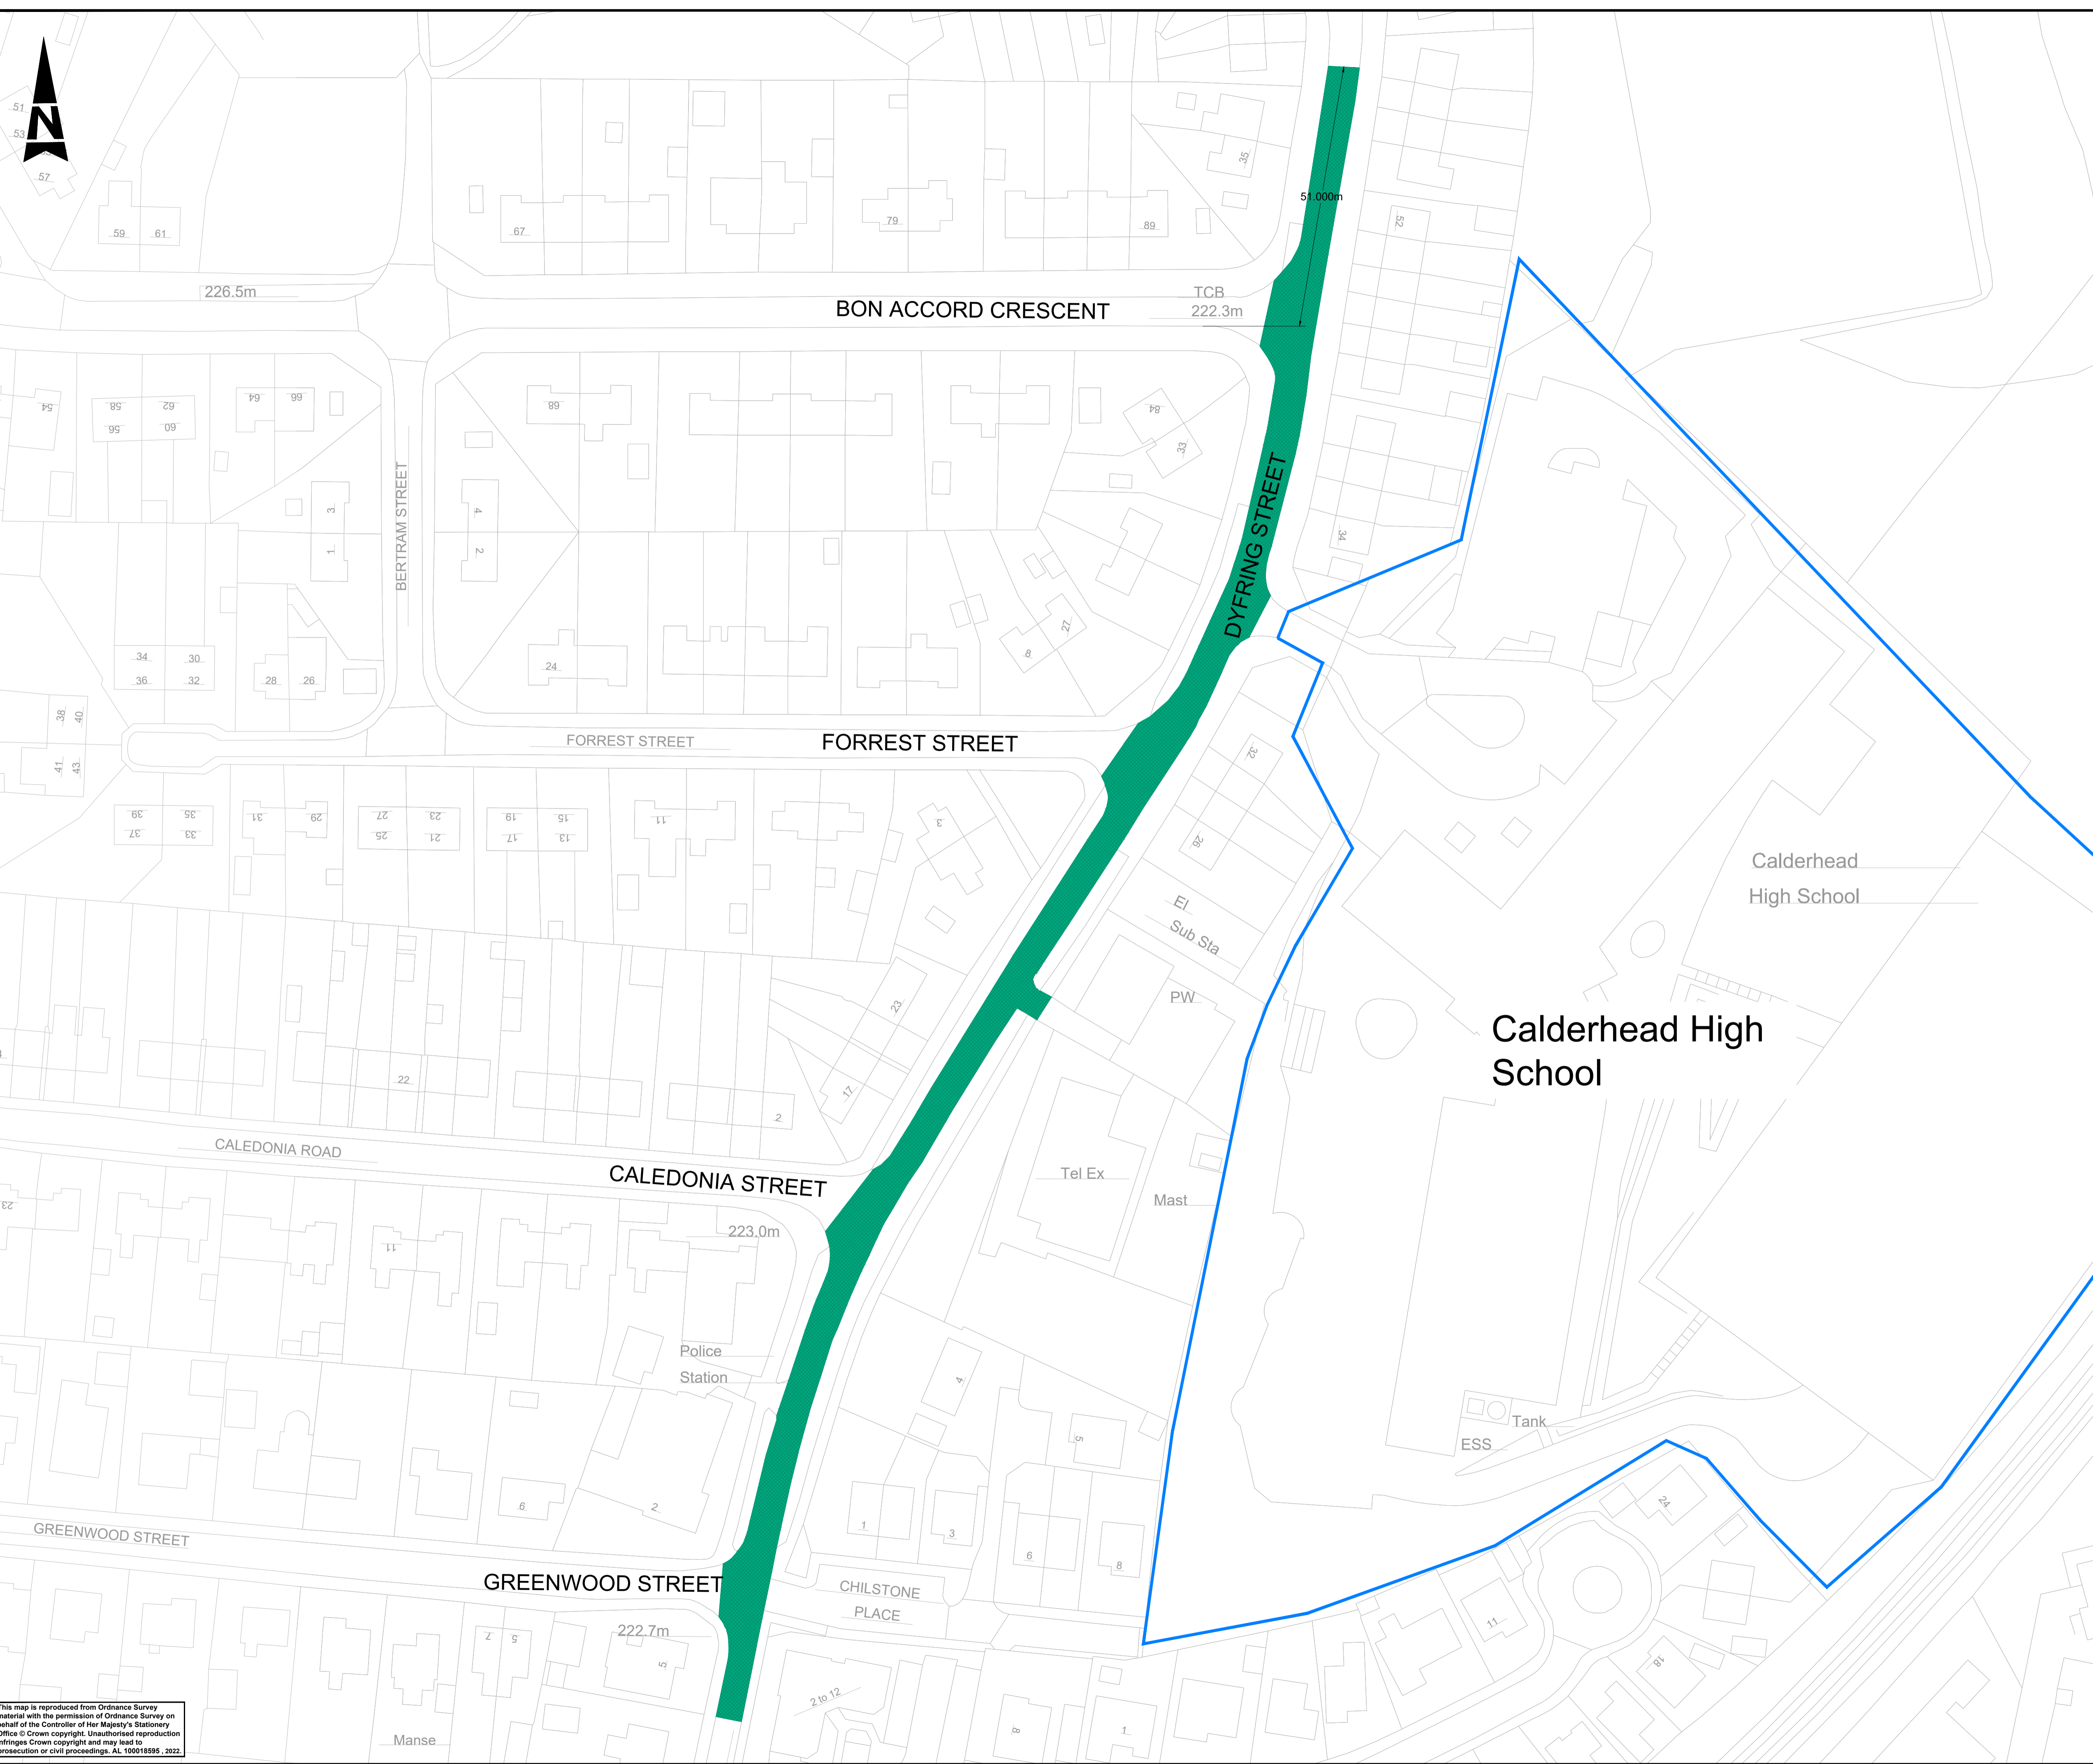 N
51
53
57
59
61
67
79
89
35
52
51.000m
226.5m
BON ACCORD CRESCENT
TCB
222.3m
54
58
62
56
60
64
66
68
84
33
BERTRAM STREET
3
1
4
2
34
DYFRING STREET
34
30
36
32
28
26
24
8
27
38
40
41
43
FORREST STREET
FORREST STREET
32
26
39
35
37
33
31
29
27
23
25
21
19
15
17
13
11
3
El
Sub Sta
PW
Calderhead
High School
Calderhead High
School
22
2
23
17
CALEDONIA ROAD
CALEDONIA STREET
Tel Ex
Mast
23
11
223.0m
Police
Station
4
5
Tank
ESS
6
2
1
3
6
8
24
GREENWOOD STREET
GREENWOOD STREET
CHILSTONE
PLACE
11
18
222.7m
7
5
5
2 to 12
8
1
Manse
This map is reproduced from Ordnance Survey
material with the permission of Ordnance Survey on
behalf of the Controller of Her Majesty's Stationery
Office © Crown copyright. Unauthorised reproduction
infringes Crown copyright and may lead to
prosecution or civil proceedings. AL 100018595 , 2022.